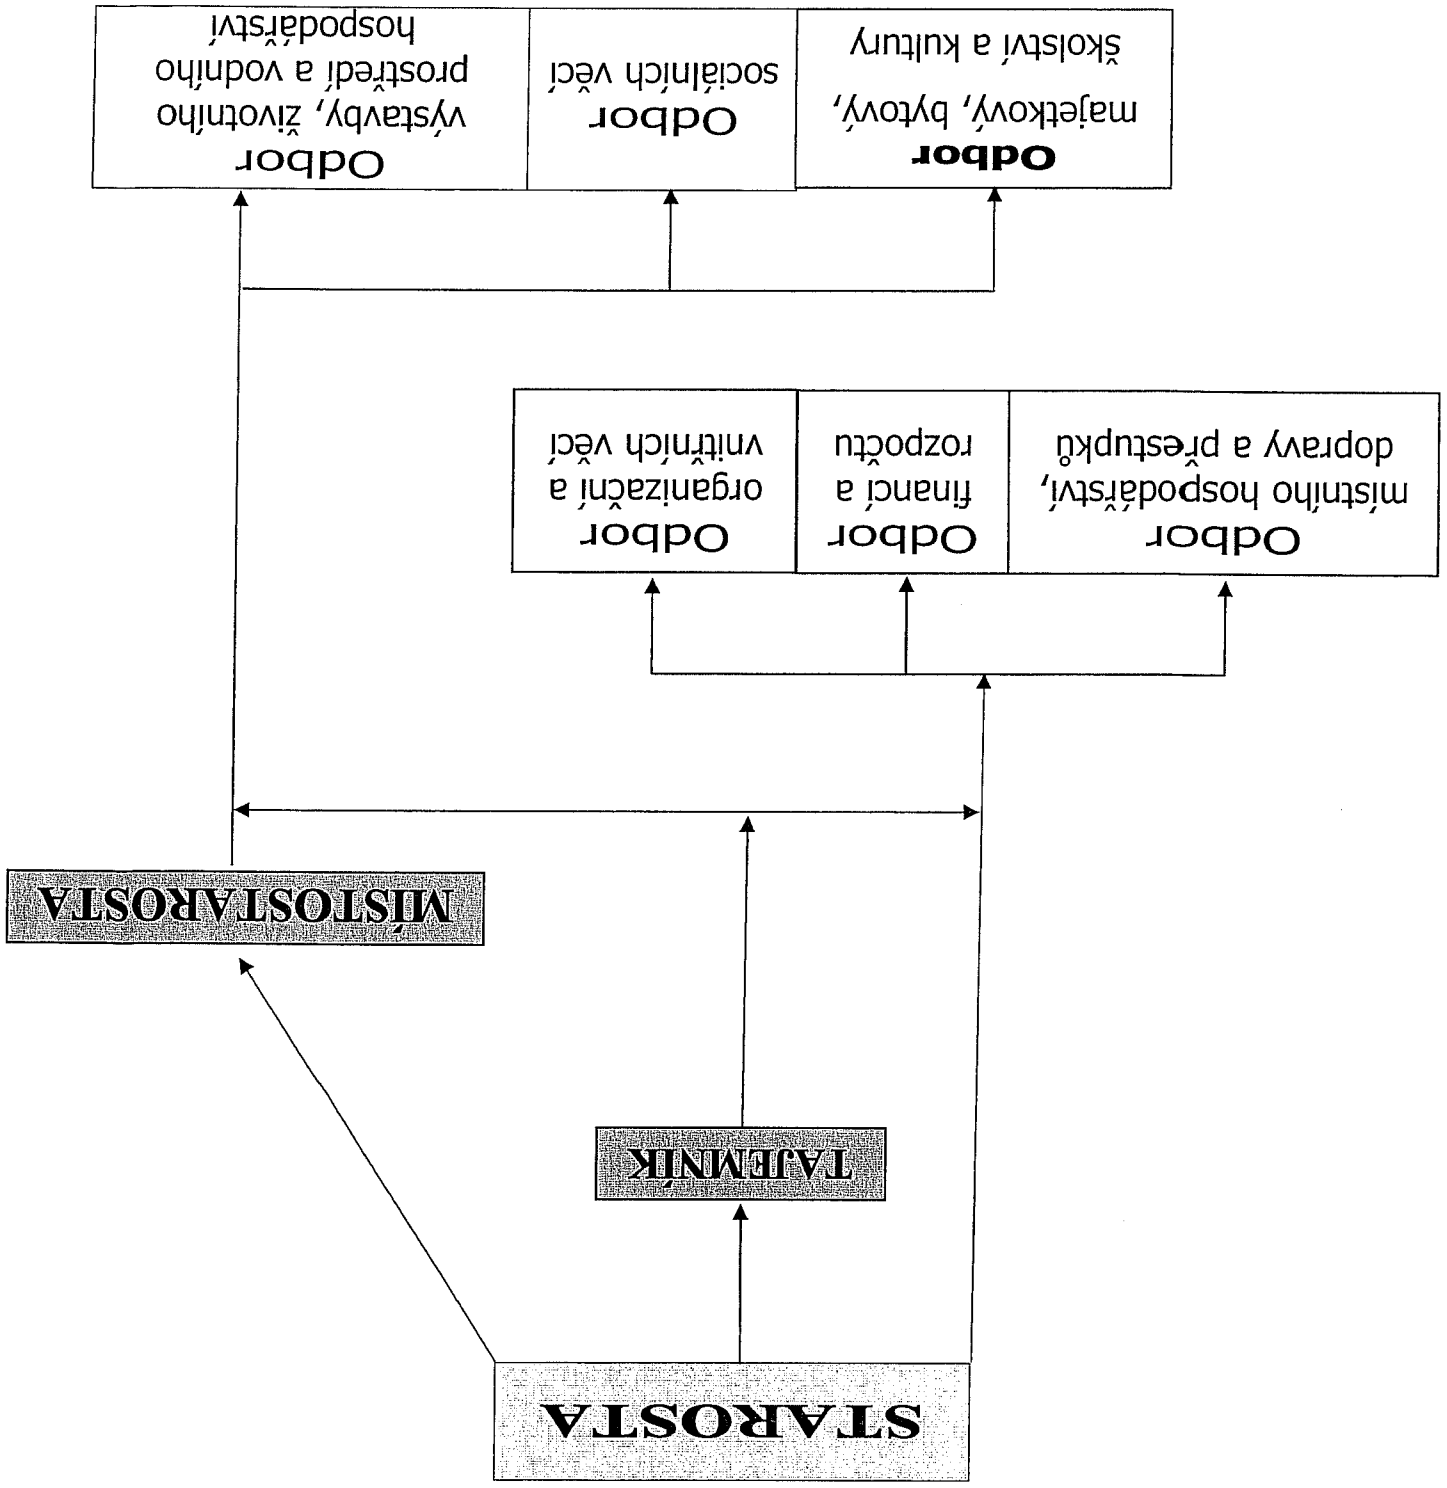 STAROSTA
TAJEMNÍK
MÍSTOSTAROSTA
Odbor
místního hospodářství,
dopravy a přestupků
Odbor
financí a
rozpočtu
Odbor
organizační a
vnitřních věcí
Odbor
majetkový, bytový,
školství a kultury
Odbor
sociálních věcí
Odbor
výstavby, životního
prostředí a vodního
hospodářství